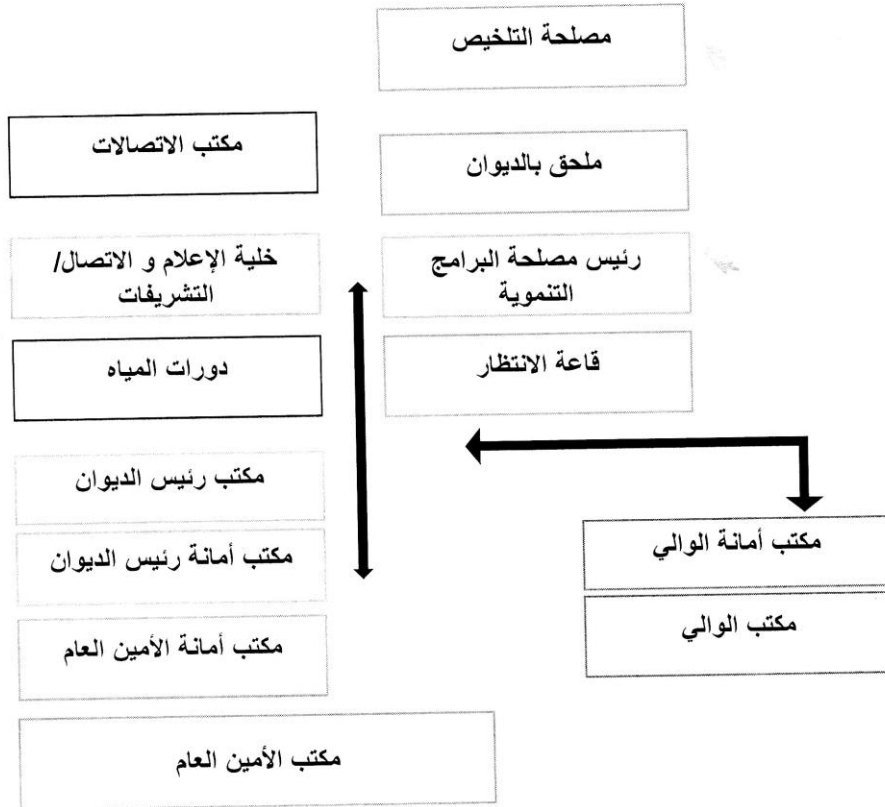 مصلحة التلخيص
مكتب الاتصالات
ملحق بالديوان
خلية الإعلام و الاتصال/
التشريفات
رئيس مصلحة البرامج
التنموية
دورات المياه
قاعة الانتظار
مكتب رئيس الديوان
مكتب أمانة رئيس الديوان
مكتب أمانة الأمين العام
مكتب الأمين العام
مكتب أمانة الوالي
مكتب الوالي